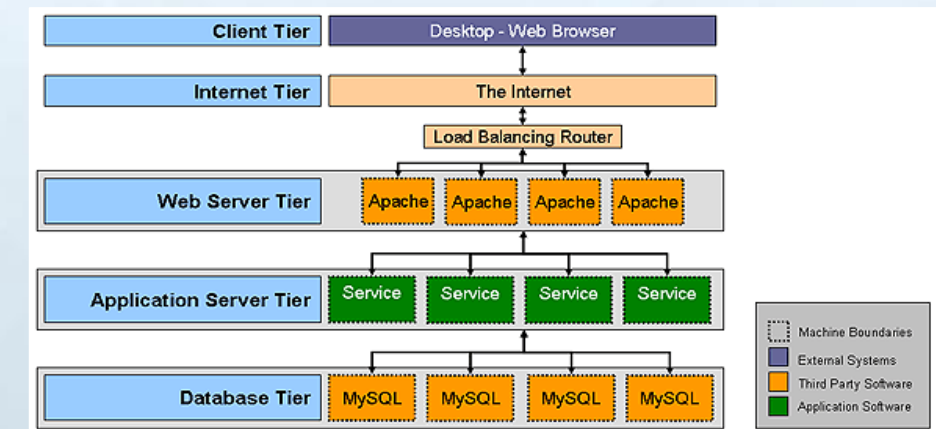 Client Tier
Desktop - Web Browser
Internet Tier
The Internet
Load Balancing Router
Web Server Tier
Apache
Apache
Apache
Apache
Application Server Tier
Service
Service
Service
Service
Database Tier
MySQL
MySQL
MySQL
MySQL
Machine Boundaries
External Systems
Third Party Software
Application Software